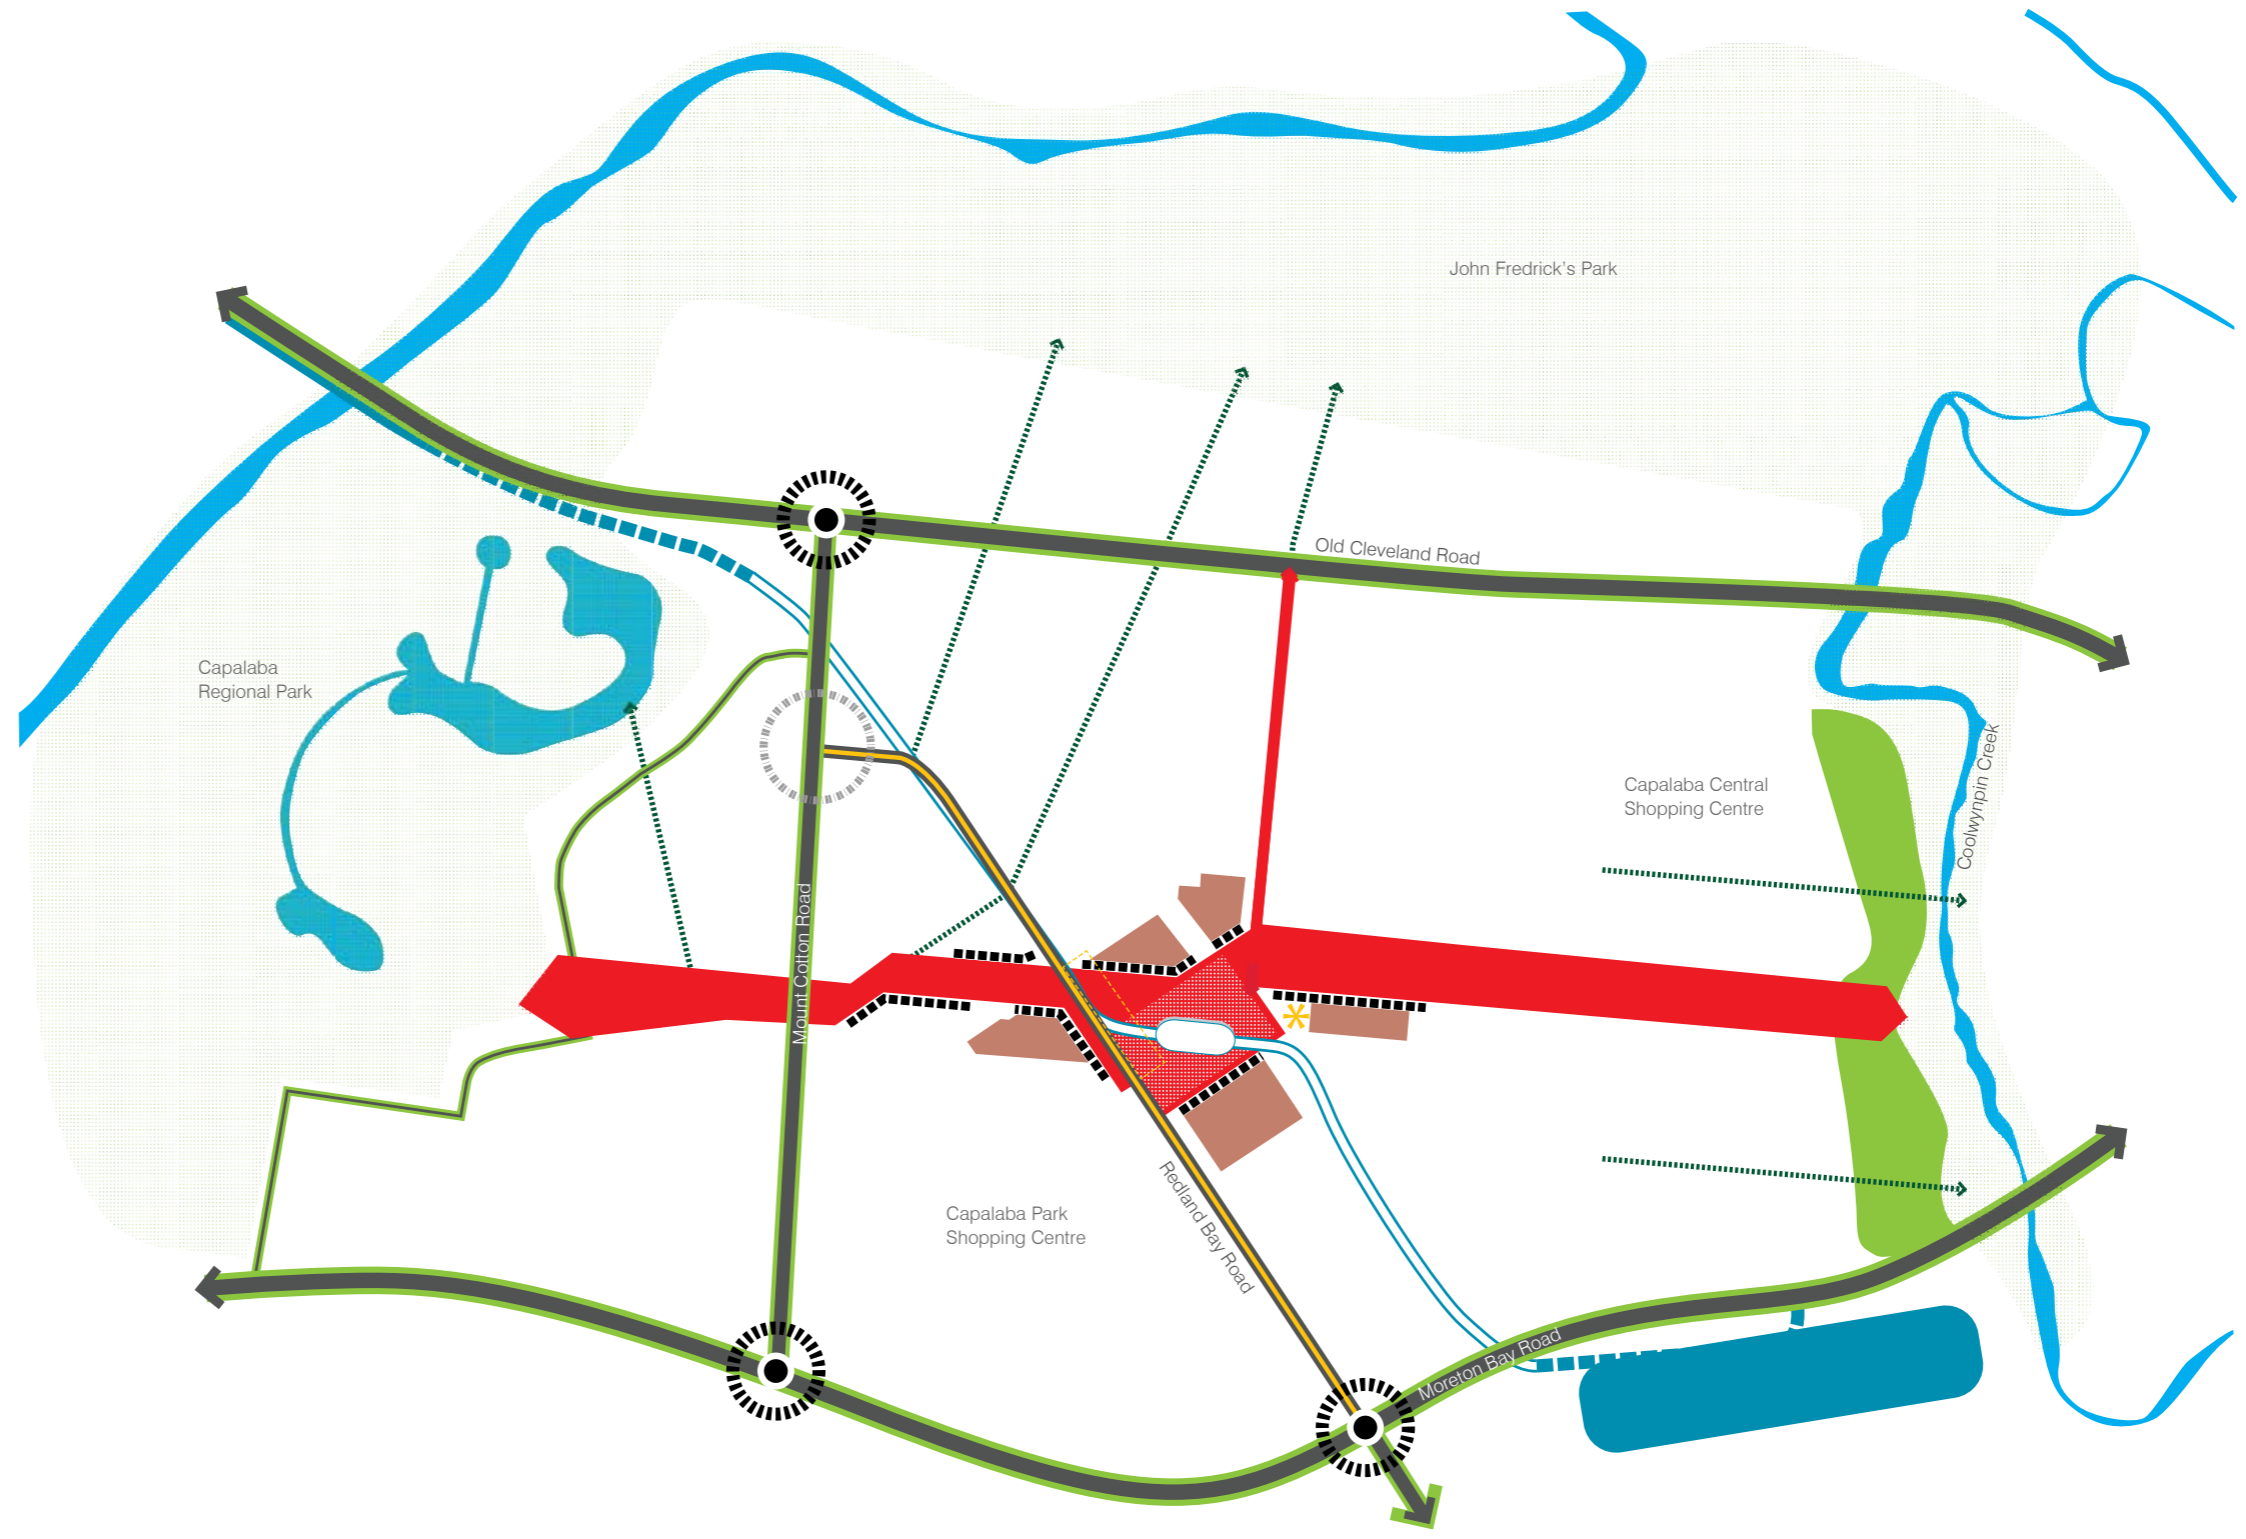 John Fredrick's Park
Old Cleveland Road
Capalaba
Regional Park
Capalaba Central
Shopping Centre
Coolwynpin Creek
Mount Cotton Road
Capalaba Park
Shopping Centre
Redland Bay Road
Moreton Bay Road